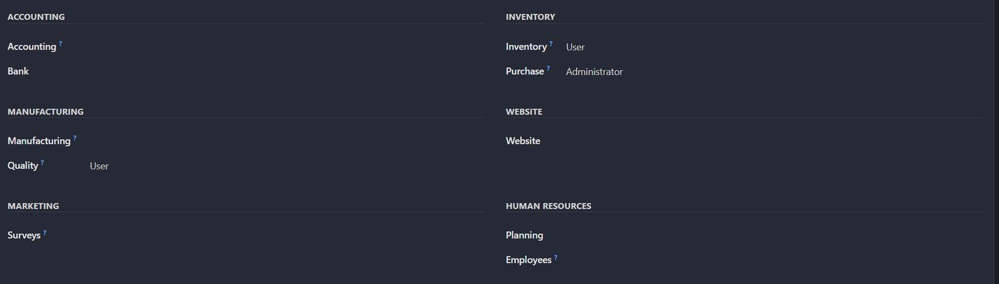 ACCOUNTING
Accounting ?
Bank
INVENTORY
Inventory ? User
Purchase ? Administrator
MANUFACTURING
Manufacturing ?
Quality ? User
WEBSITE
Website
MARKETING
Surveys ?
HUMAN RESOURCES
Planning
Employees ?